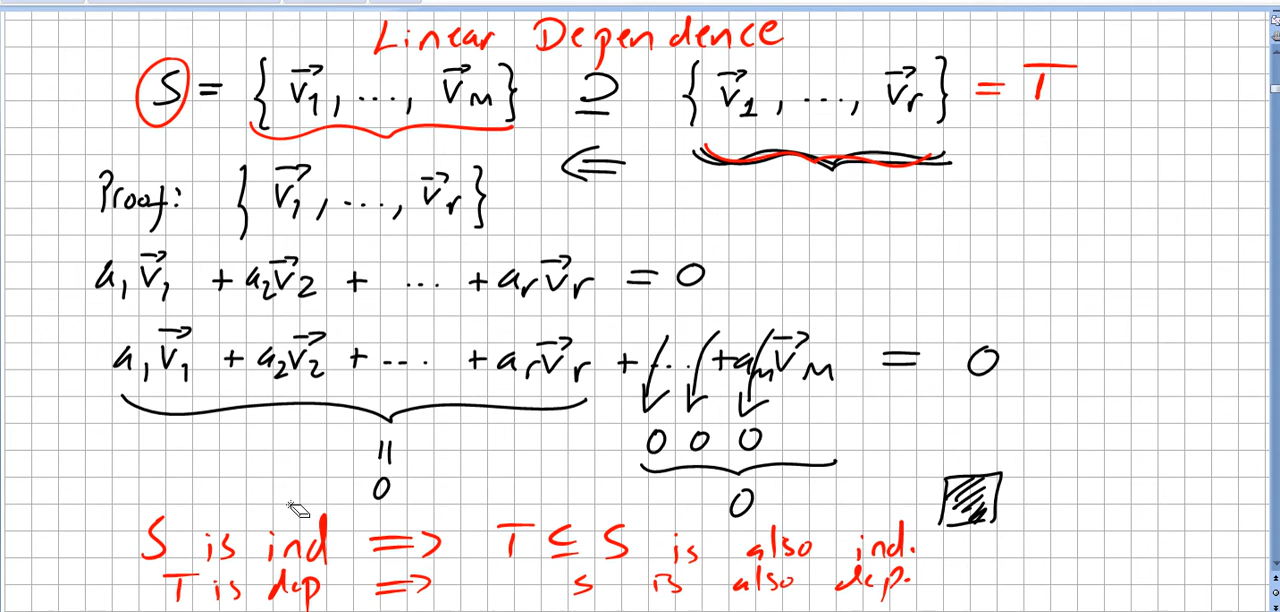 Linear Dependence
S = { v⃗1, ..., v⃗m } ⊇ { v⃗1, ..., v⃗r } = T
⇐
Proof: { v⃗1, ..., v⃗r }
a1v⃗1 + a2v⃗2 + ... + arv⃗r = 0
a1v⃗1 + a2v⃗2 + .... + arv⃗r + ... + amv⃗m = 0
0 0 0
||
0 0
S is ind => T ⊆ S is also ind.
T is dep => S is also dep.